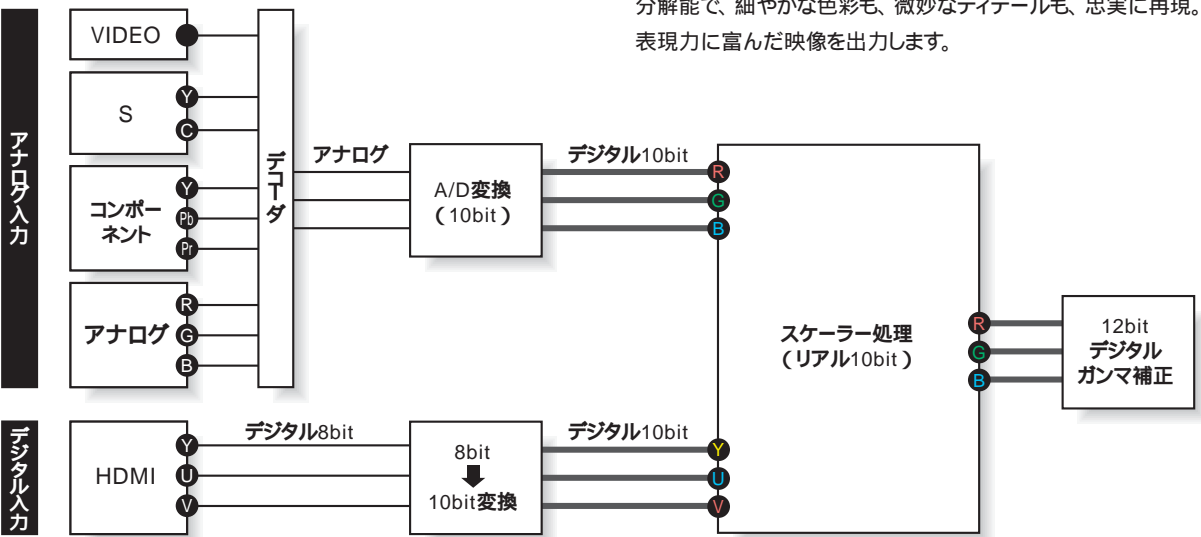 分解能で、細やかな色彩も、微妙なディテールも、忠実に再現。
表現力に富んだ映像を出力します。
アナログ入力
VIDEO
S
Y
C
コンポー
ネント
Y
Pb
Pr
アナログ
R
G
B
デコーダ
アナログ
A/D変換
(10bit)
デジタル10bit
R
G
B
スケーラー処理
(リアル10bit)
R
G
B
12bit
デジタル
ガンマ補正
デジタル入力
HDMI
Y
U
V
デジタル8bit
8bit
10bit変換
デジタル10bit
Y
U
V